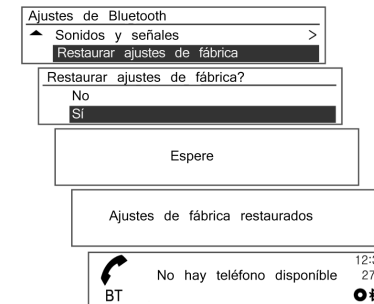 Ajustes de Bluetooth
Sonidos y señales >
Restaurar ajustes de fábrica
Restaurar ajustes de fábrica?
No
Sí
Espere
Ajustes de fábrica restaurados
No hay teléfono disponíble
BT